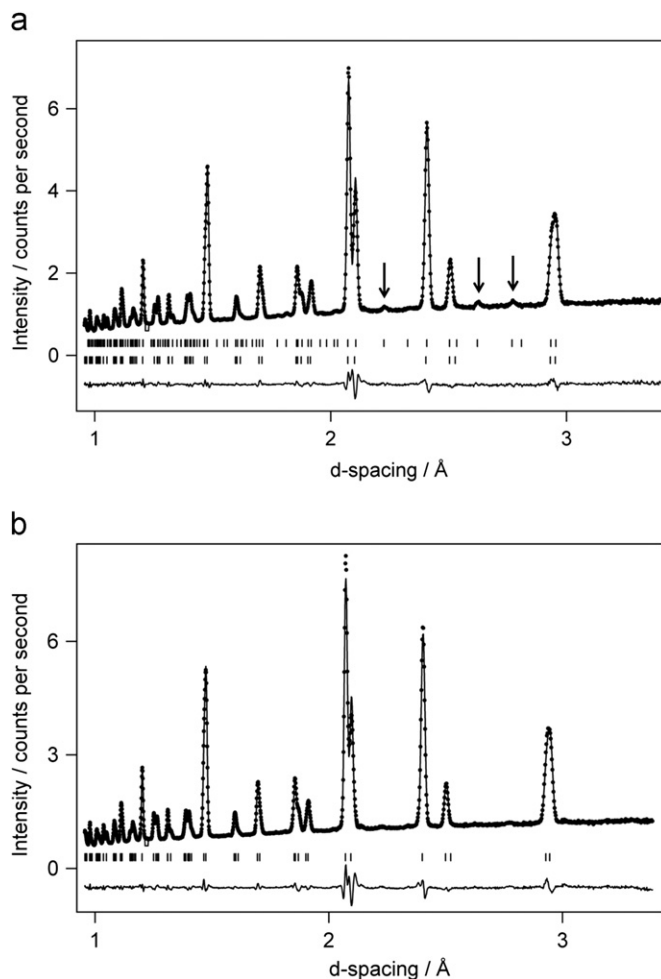 a
Intensity / counts per second
6
4
2
0
1
2
3
d-spacing / Å
b
Intensity / counts per second
6
3
0
1
2
3
d-spacing / Å